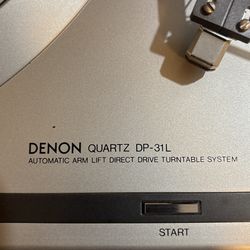 DENON QUARTZ DP-31L
AUTOMATIC ARM LIFT DIRECT DRIVE TURNTABLE SYSTEM
START